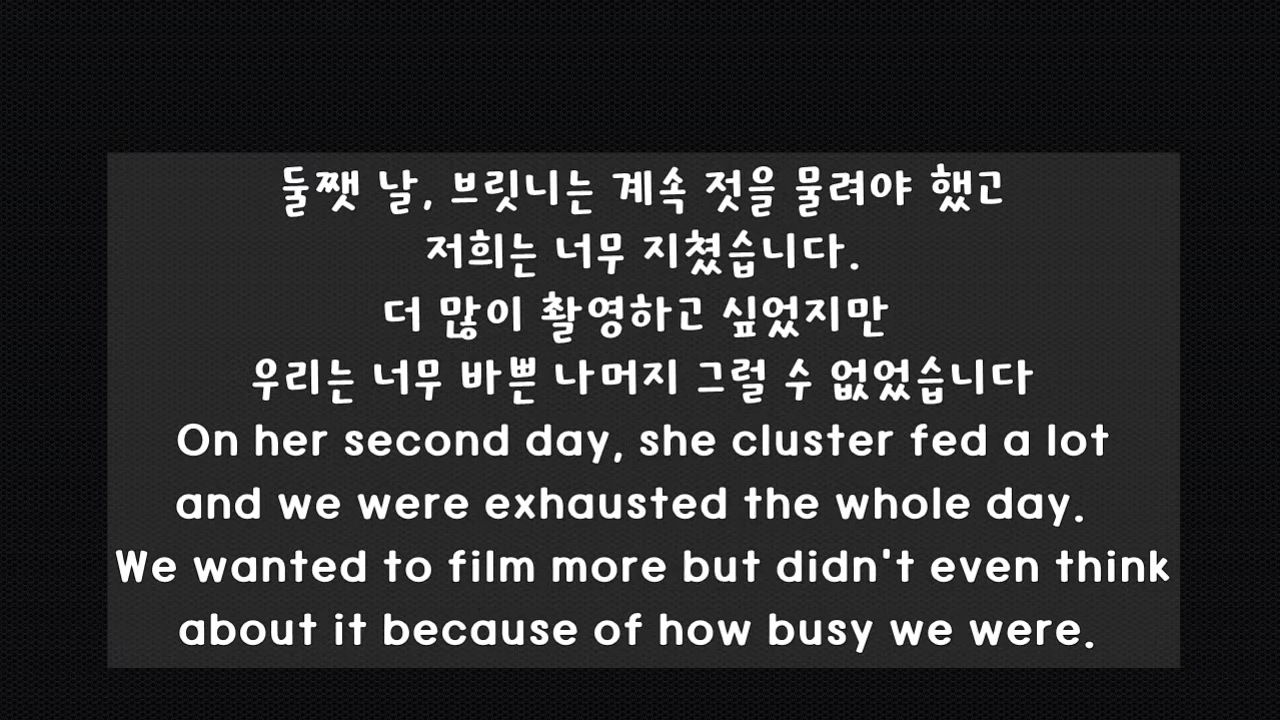 둘쨋 날, 브릿니는 계속 젓을 물려야 했고
저희는 너무 지쳤습니다.
더 많이 촬영하고 싶었지만
우리는 너무 바쁜 나머지 그럴 수 없었습니다
On her second day, she cluster fed a lot
and we were exhausted the whole day.
We wanted to film more but didn't even think
about it because of how busy we were.